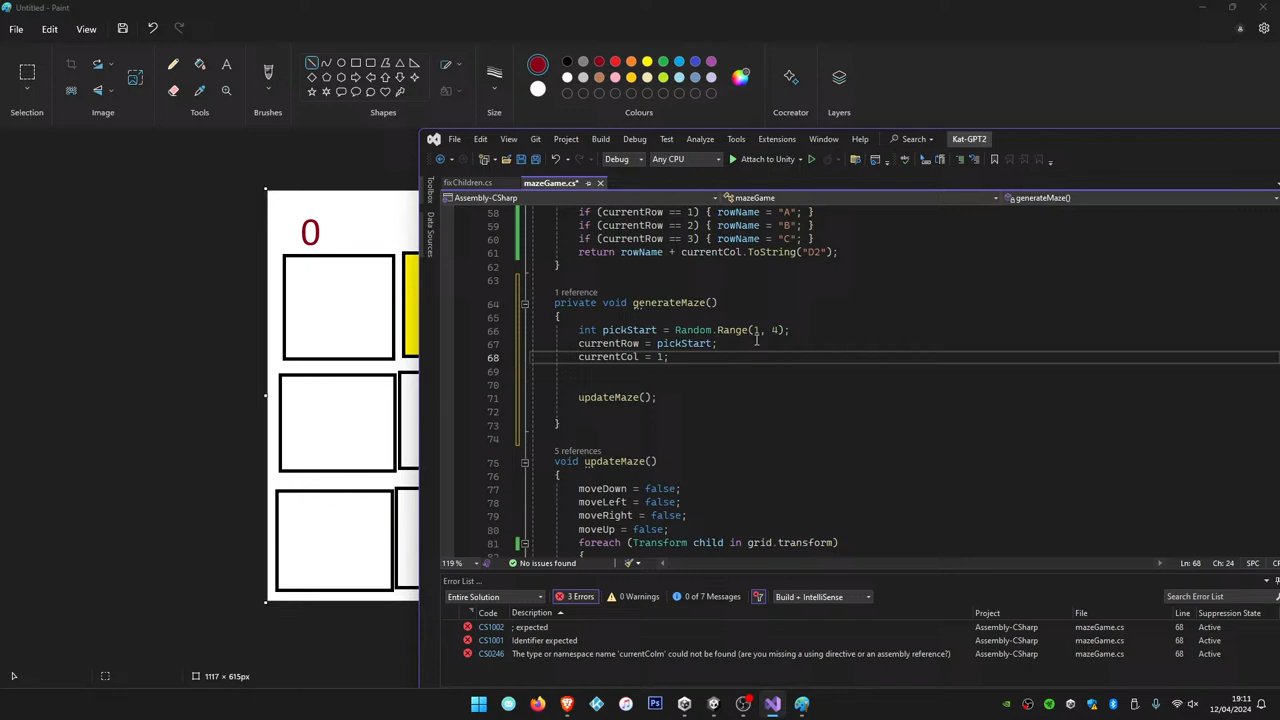 Untitled - Paint
File Edit View
Selection Image Tools Brushes Shapes Size Colours Cocreator Layers
File Edit View Git Project Build Debug Test Analyze Tools Extensions Window Help Search Kat-GPT2
Debug Any CPU Attach to Unity
Toolbox
Data Sources
fixChildren.cs mazeGame.cs*
Assembly-CSharp mazeGame generateMaze()
0
58 if (currentRow == 1) { rowName = "A"; }
59 if (currentRow == 2) { rowName = "B"; }
60 if (currentRow == 3) { rowName = "C"; }
61 return rowName + currentCol.ToString("D2");
62 }
63
1 reference
64 private void generateMaze()
65 {
66 int pickStart = Random.Range(1, 4);
67 currentRow = pickStart;
68 currentCol = 1;
69
70
71 updateMaze();
72
73 }
74
5 references
75 void updateMaze()
76 {
77 moveDown = false;
78 moveLeft = false;
79 moveRight = false;
80 moveUp = false;
81 foreach (Transform child in grid.transform)
{
119 % No issues found Ln: 68 Ch: 24 SPC
Error List ...
Entire Solution 3 Errors 0 Warnings 0 of 7 Messages Build + IntelliSense Search Error List
Code Description Project File Line Suppression State
CS1002 ; expected Assembly-CSharp mazeGame.cs 68 Active
CS1001 Identifier expected Assembly-CSharp mazeGame.cs 68 Active
CS0246 The type or namespace name 'currentColm' could not be found (are you missing a using directive or an assembly reference?) Assembly-CSharp mazeGame.cs 68 Active
1117 × 615px
19:11
12/04/2024